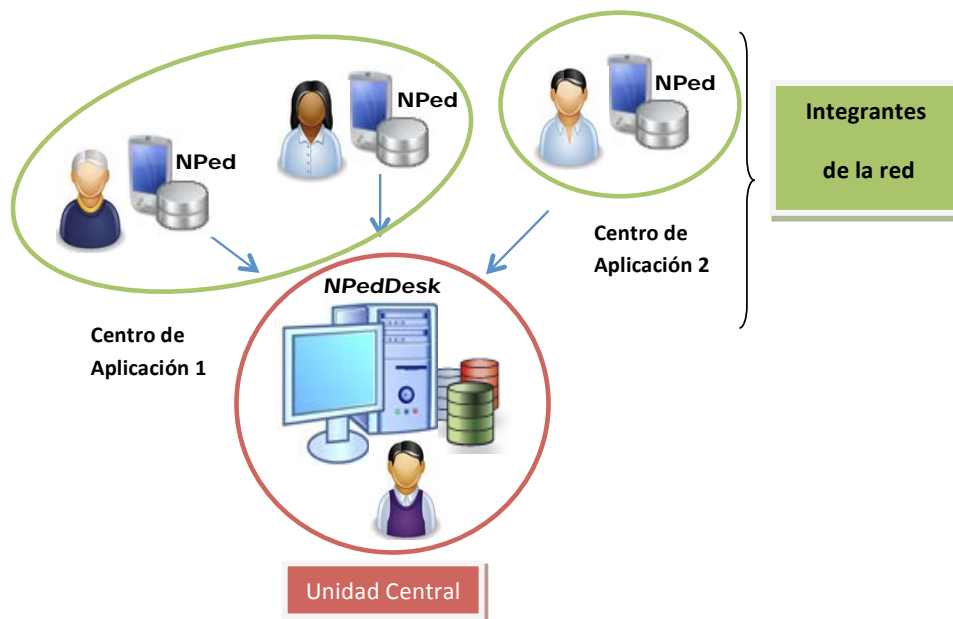 NPed
NPed
NPed
Integrantes
de la red
Centro de
Aplicación 2
NPedDesk
Centro de
Aplicación 1
Unidad Central